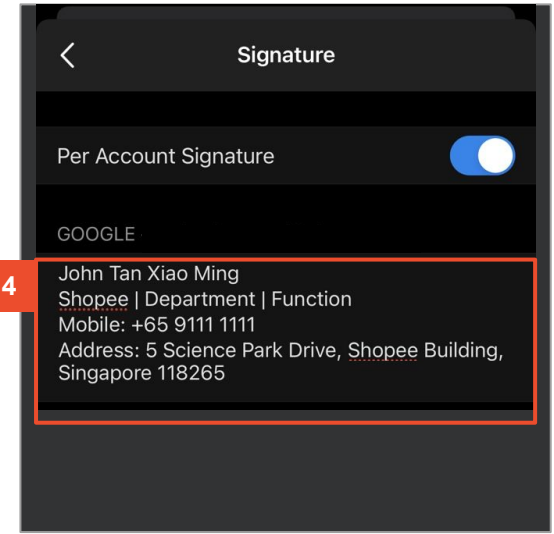 Signature
Per Account Signature
GOOGLE
4
John Tan Xiao Ming
Shopee | Department | Function
Mobile: +65 9111 1111
Address: 5 Science Park Drive, Shopee Building,
Singapore 118265